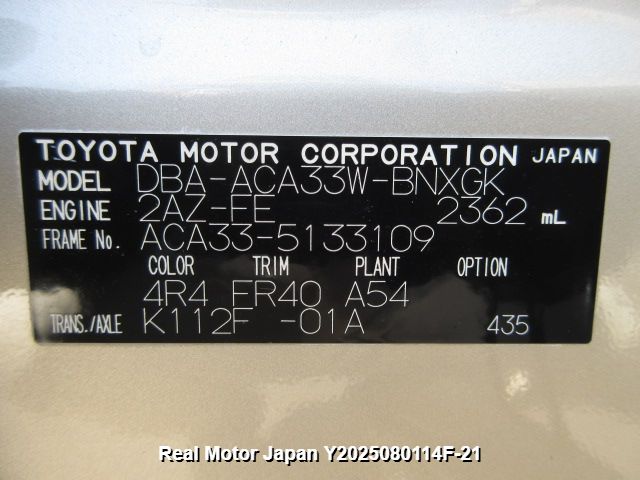 TOYOTA MOTOR CORPORATION JAPAN
MODEL DBA-ACA33W-BNXGK
ENGINE 2AZ-FE 2362 mL
FRAME No. ACA33-5133109
COLOR TRIM PLANT OPTION
4R4 FR40 A54
TRANS./AXLE K112F -01A 435
Real Motor Japan Y2025080114F-21